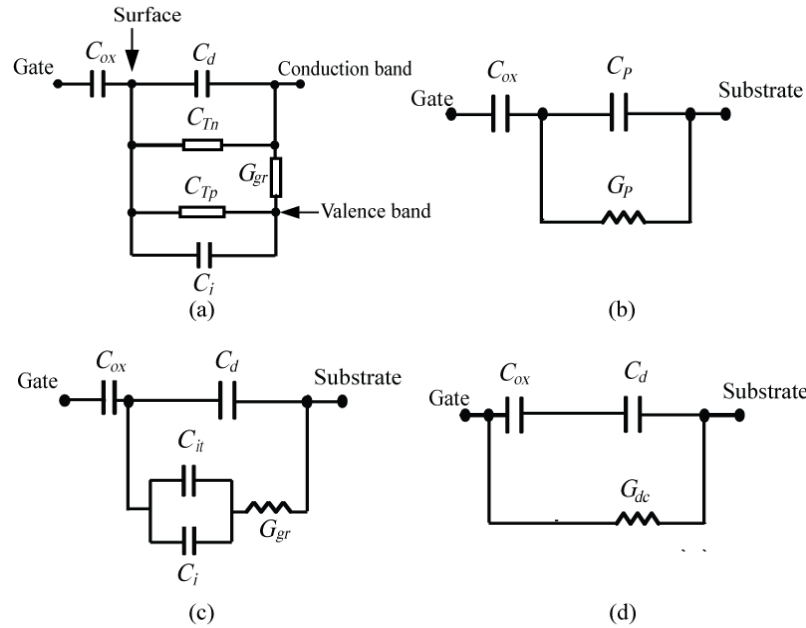 Surface
C_ox
C_d
Gate
Conduction band
C_Tn
G_gr
C_Tp
Valence band
C_i
(a)
C_ox
C_P
Gate
Substrate
G_P
(b)
C_ox
C_d
Gate
Substrate
C_it
G_gr
C_i
(c)
C_ox
C_d
Gate
Substrate
G_dc
(d)